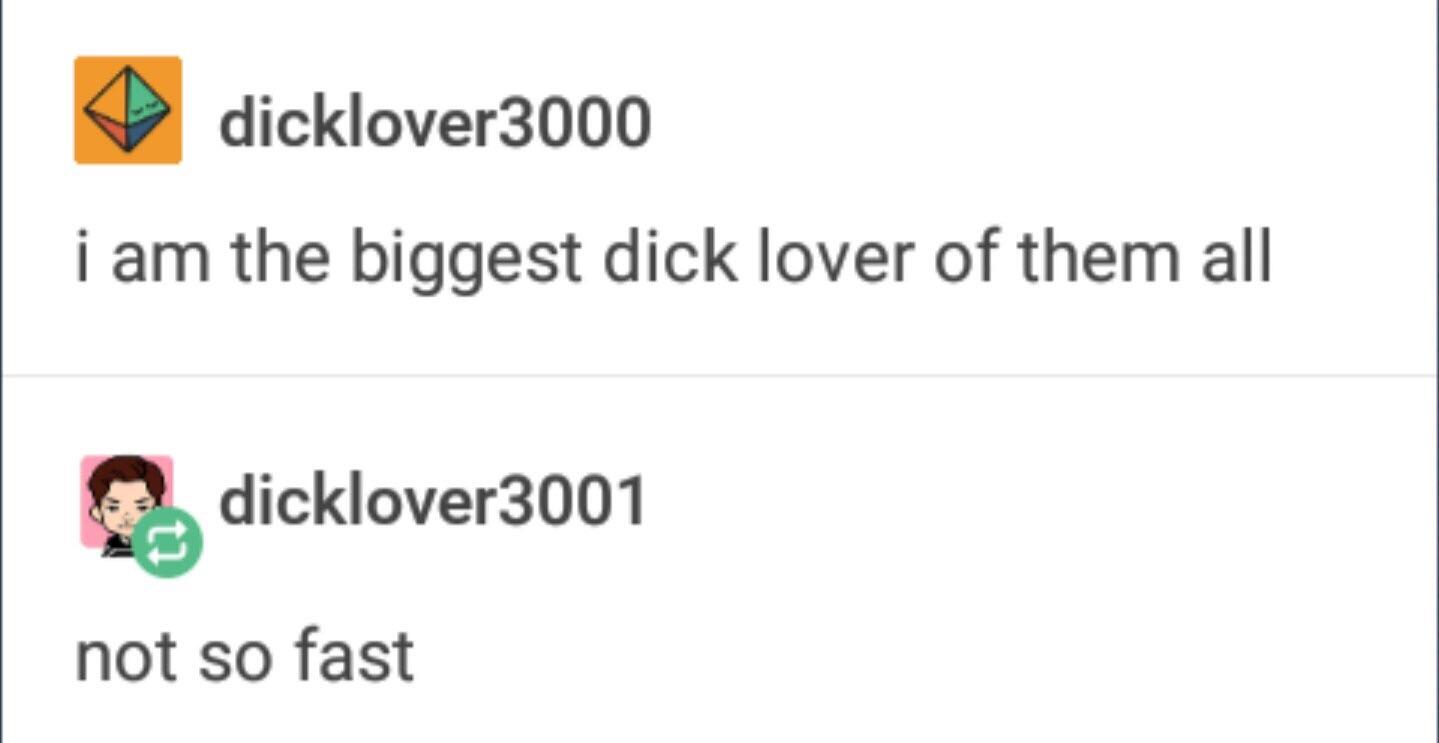 dicklover3000
i am the biggest dick lover of them all
dicklover3001
not so fast